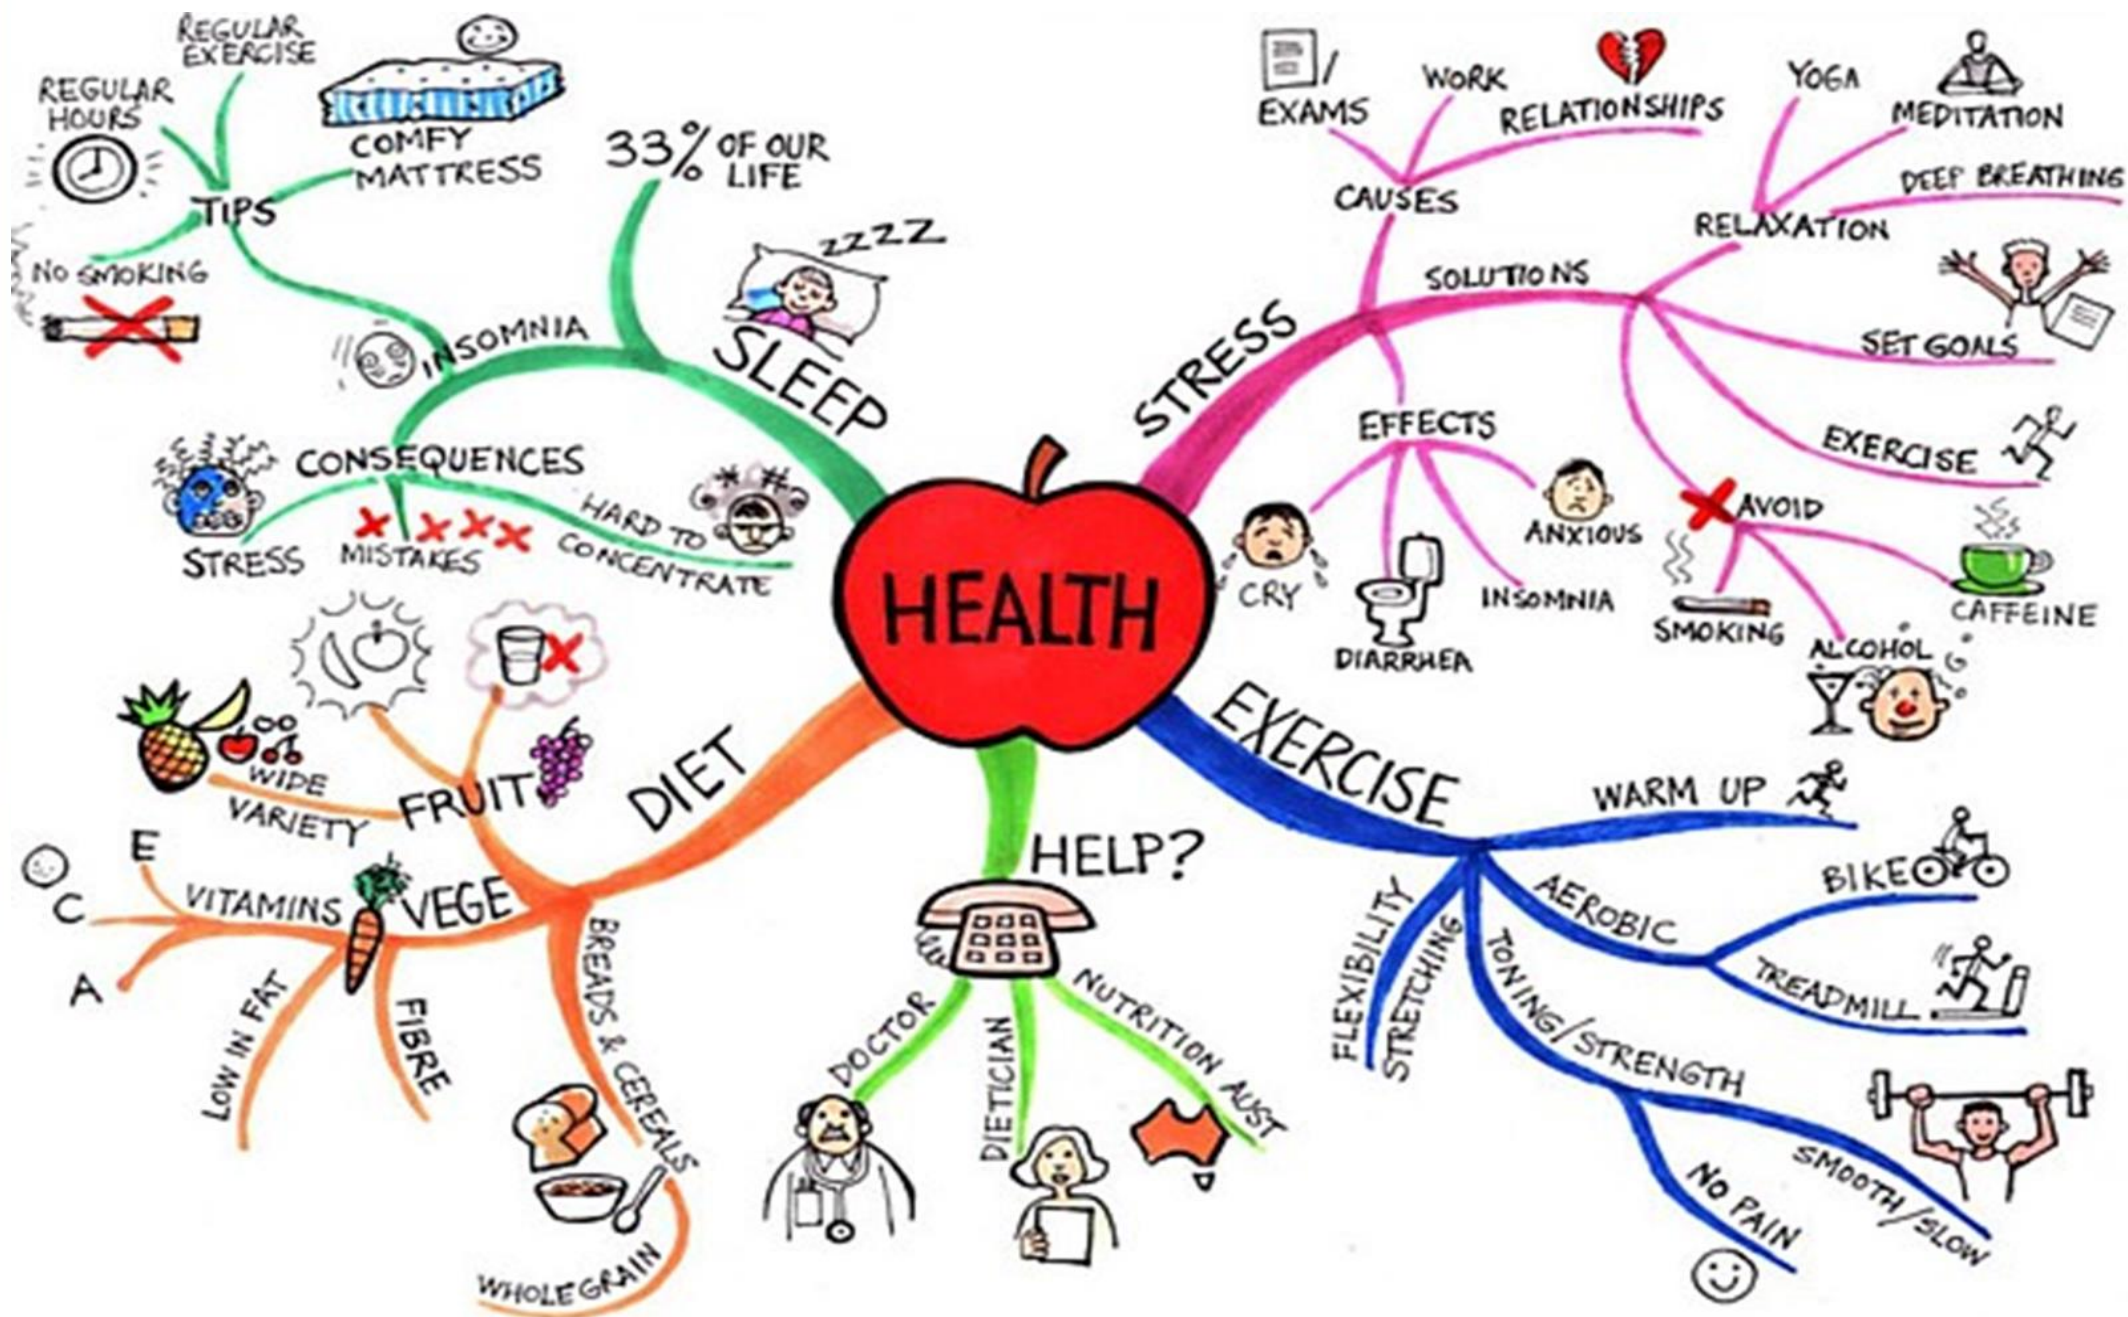 HEALTH
SLEEP
ZZZZ
33% OF OUR
LIFE
INSOMNIA
TIPS
REGULAR
HOURS
REGULAR
EXERCISE
COMFY
MATTRESS
NO SMOKING
CONSEQUENCES
STRESS
MISTAKES
HARD TO
CONCENTRATE
STRESS
CAUSES
EXAMS
WORK
RELATIONSHIPS
SOLUTIONS
RELAXATION
YOGA
MEDITATION
DEEP BREATHING
SET GOALS
EXERCISE
AVOID
SMOKING
ALCOHOL
CAFFEINE
EFFECTS
CRY
DIARRHEA
INSOMNIA
ANXIOUS
EXERCISE
WARM UP
AEROBIC
BIKE
TREADMILL
TONING/STRENGTH
SMOOTH/SLOW
NO PAIN
FLEXIBILITY
STRETCHING
HELP?
DOCTOR
DIETICIAN
NUTRITION AUST
DIET
FRUIT
WIDE
VARIETY
VEGE
VITAMINS
E
C
A
LOW IN FAT
FIBRE
BREADS & CEREALS
WHOLEGRAIN